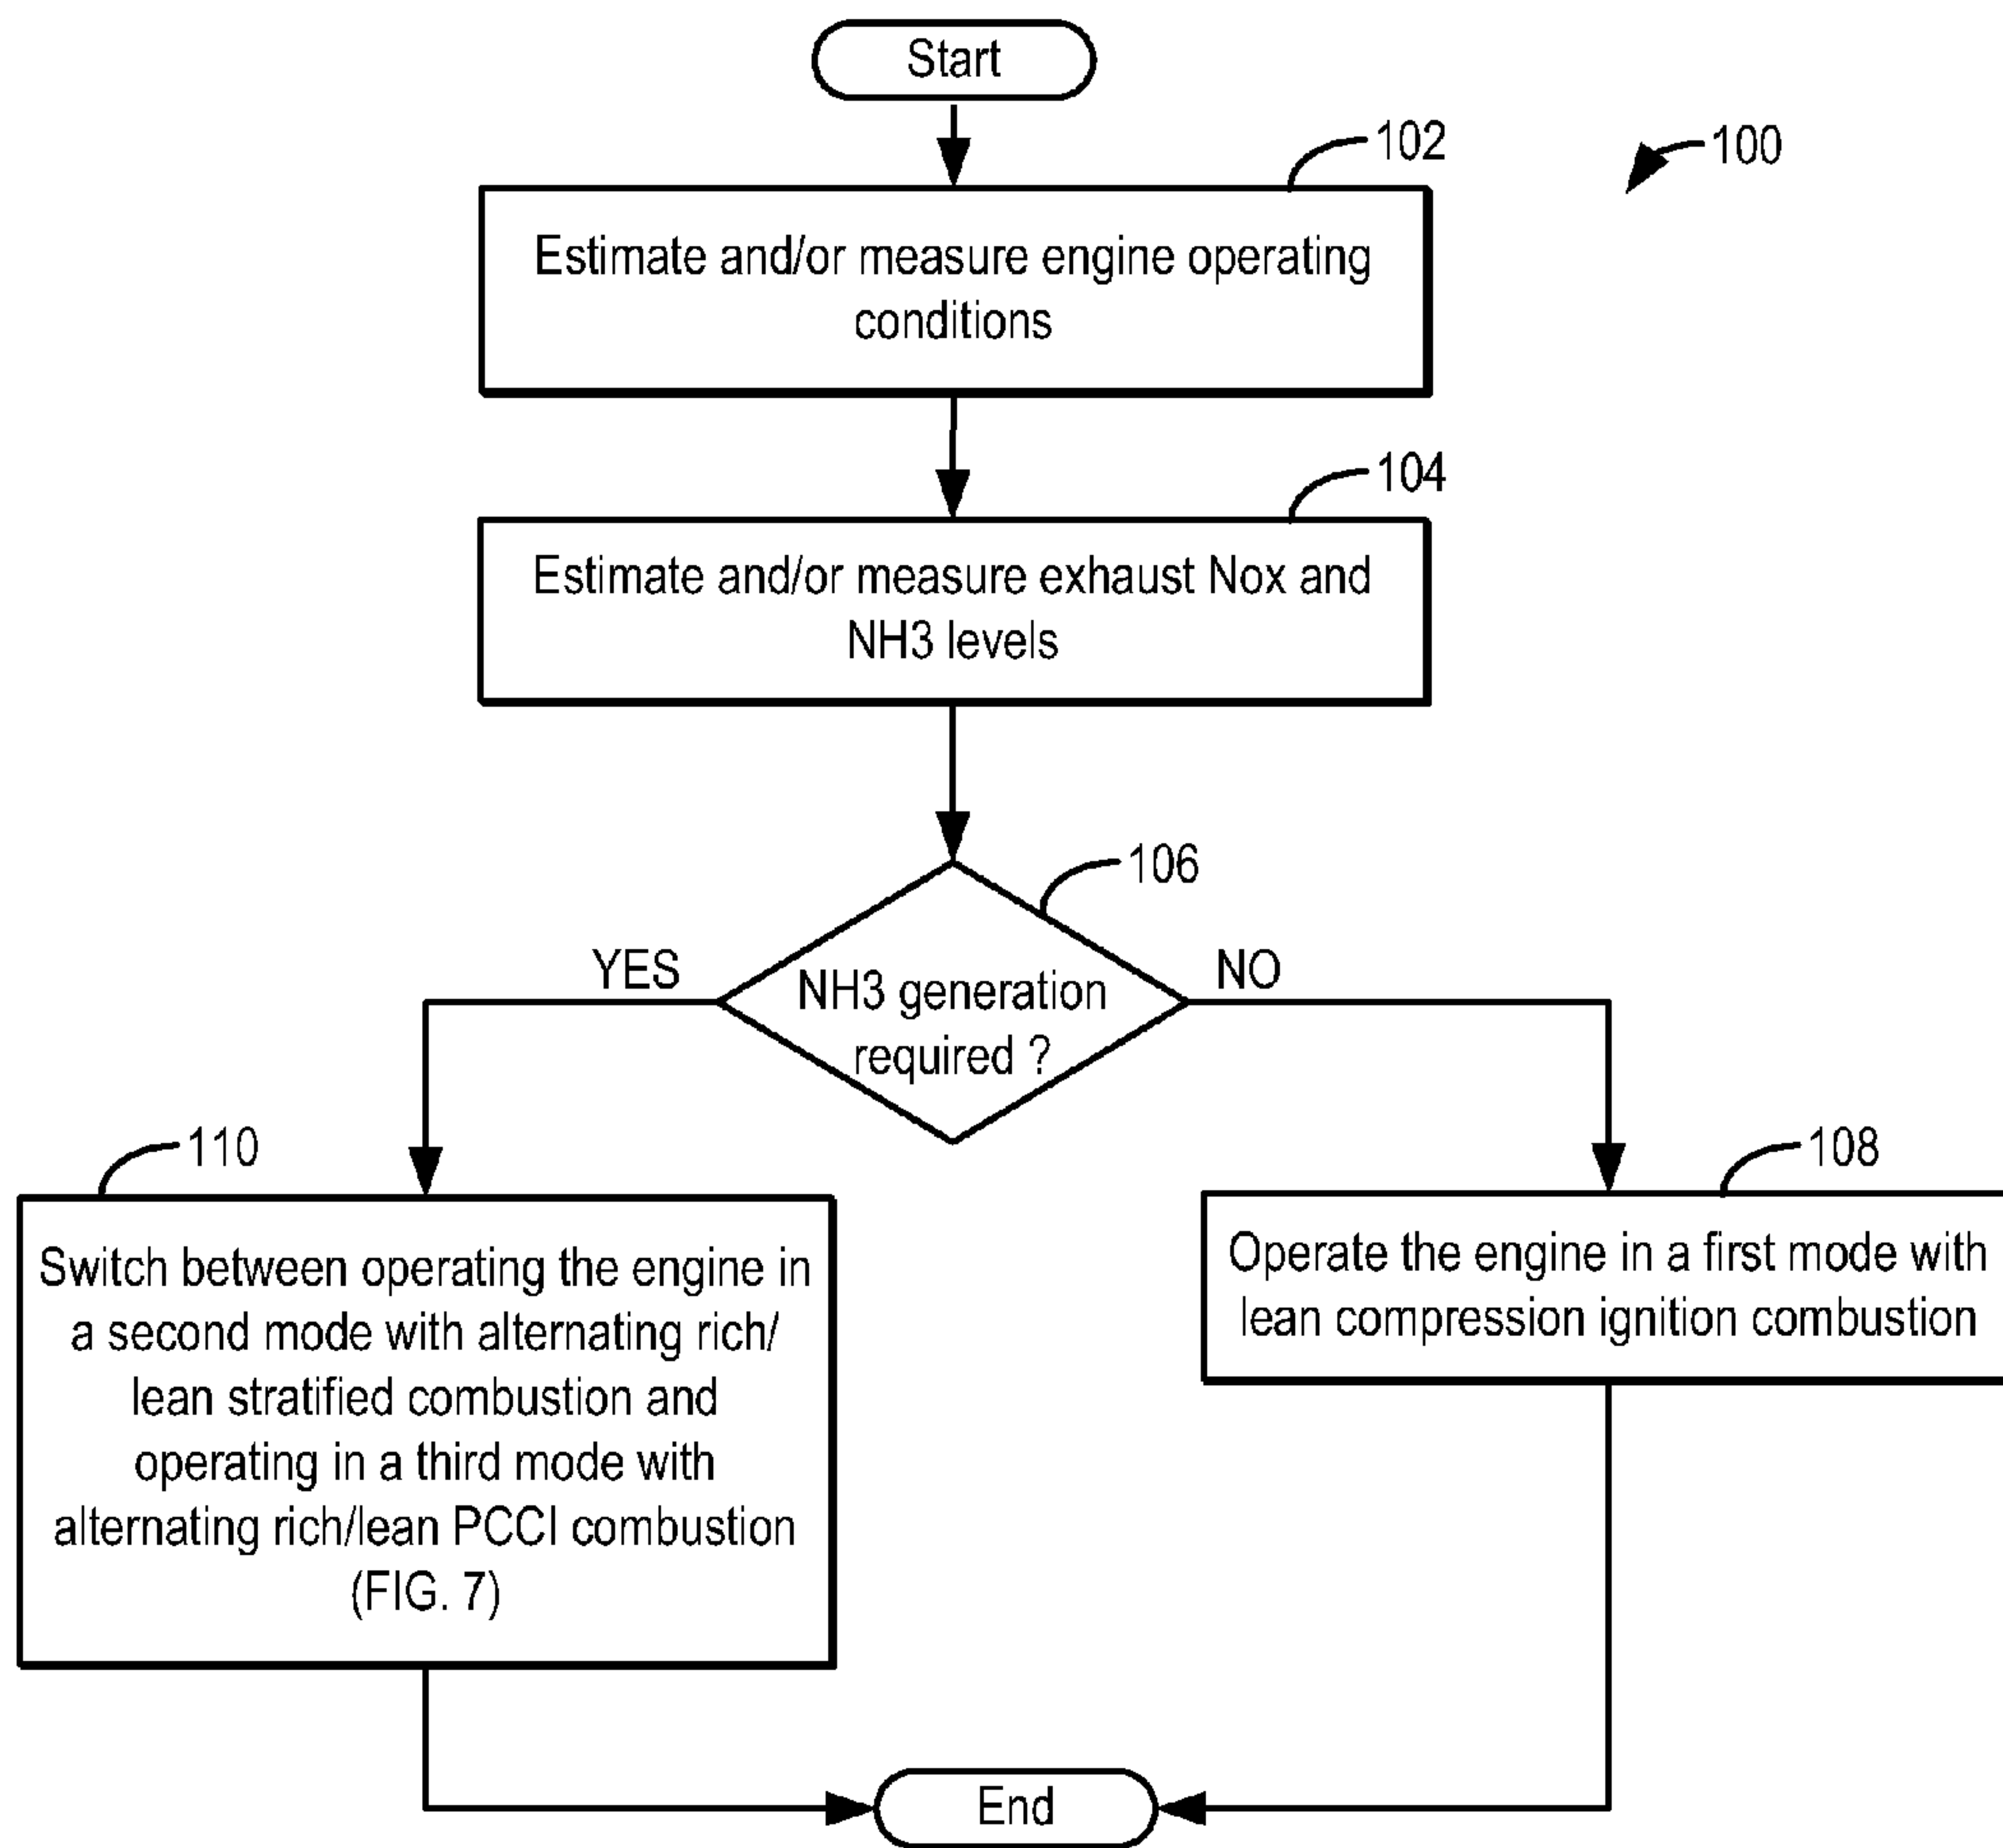 Start
102
100
Estimate and/or measure engine operating
conditions
104
Estimate and/or measure exhaust Nox and
NH3 levels
106
YES
NO
NH3 generation
required ?
110
108
Switch between operating the engine in
a second mode with alternating rich/
lean stratified combustion and
operating in a third mode with
alternating rich/lean PCCI combustion
(FIG. 7)
Operate the engine in a first mode with
lean compression ignition combustion
End